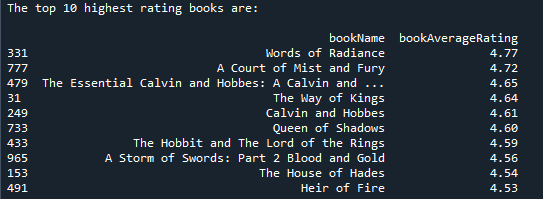 The top 10 highest rating books are:
bookName bookAverageRating
331 Words of Radiance 4.77
777 A Court of Mist and Fury 4.72
479 The Essential Calvin and Hobbes: A Calvin and ... 4.65
31 The Way of Kings 4.64
249 Calvin and Hobbes 4.61
733 Queen of Shadows 4.60
433 The Hobbit and The Lord of the Rings 4.59
965 A Storm of Swords: Part 2 Blood and Gold 4.56
153 The House of Hades 4.54
491 Heir of Fire 4.53